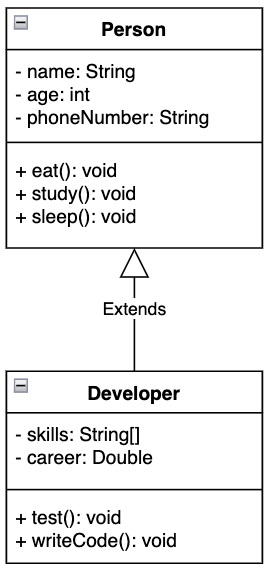 Person
- name: String
- age: int
- phoneNumber: String
+ eat(): void
+ study(): void
+ sleep(): void
Extends
Developer
- skills: String[]
- career: Double
+ test(): void
+ writeCode(): void